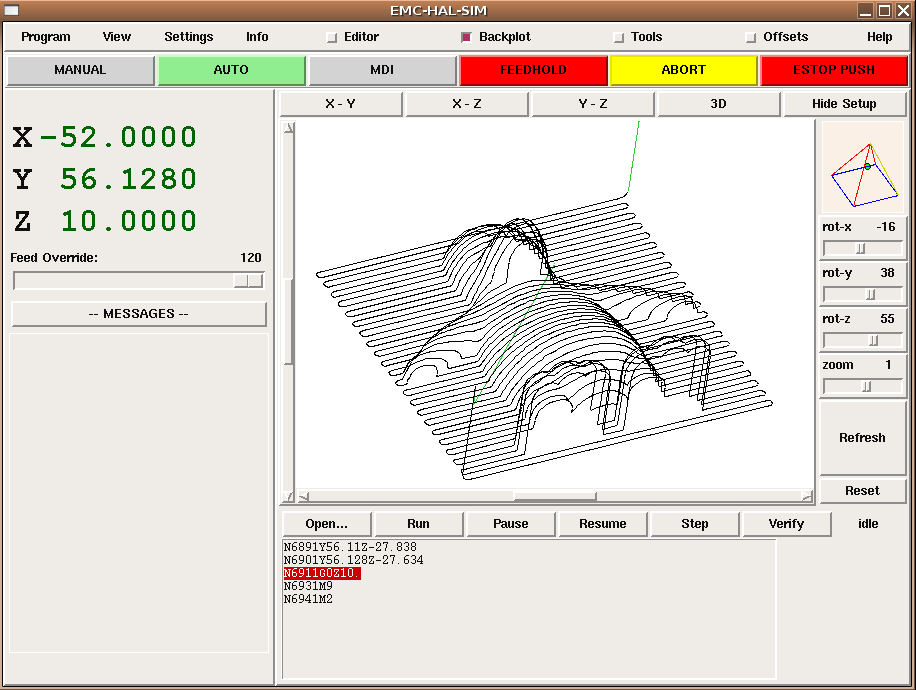 EMC-HAL-SIM
Program View Settings Info Editor Backplot Tools Offsets Help
MANUAL AUTO MDI FEEDHOLD ABORT ESTOP PUSH
X - Y X - Z Y - Z 3D Hide Setup
X -52.0000
Y 56.1280
Z 10.0000
Feed Override: 120
-- MESSAGES --
rot-x -16
rot-y 38
rot-z 55
zoom 1
Refresh
Reset
Open... Run Pause Resume Step Verify idle
N6891Y56.11Z-27.838
N6901Y56.128Z-27.634
N6911G0Z10.
N6931M9
N6941M2